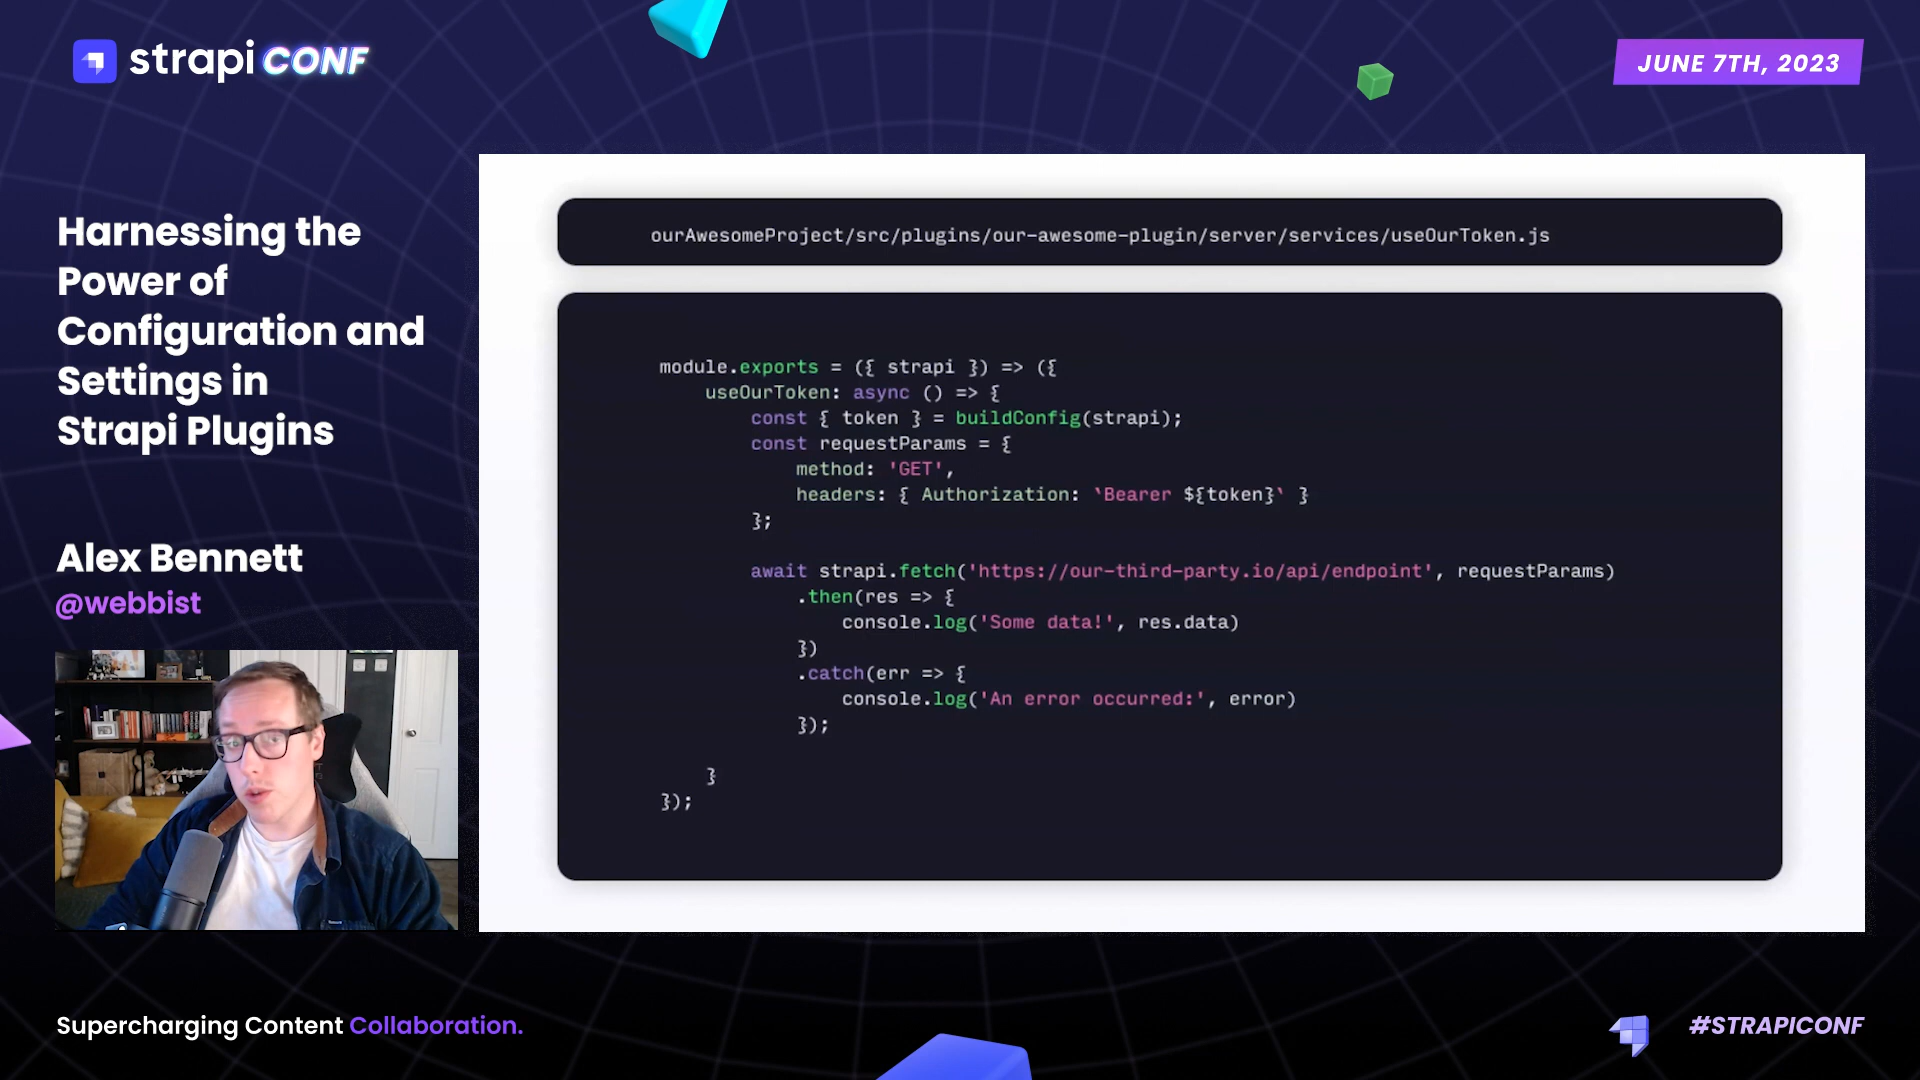 strapi CONF
JUNE 7TH, 2023
Harnessing the
Power of
Configuration and
Settings in
Strapi Plugins
Alex Bennett
@webbist
ourAwesomeProject/src/plugins/our-awesome-plugin/server/services/useOurToken.js
module.exports = ({ strapi }) => ({
    useOurToken: async () => {
        const { token } = buildConfig(strapi);
        const requestParams = {
            method: 'GET',
            headers: { Authorization: `Bearer ${token}` }
        };
        await strapi.fetch('https://our-third-party.io/api/endpoint', requestParams)
            .then(res => {
                console.log('Some data!', res.data)
            })
            .catch(err => {
                console.log('An error occurred:', error)
            });
    }
});
Supercharging Content Collaboration.
#STRAPICONF